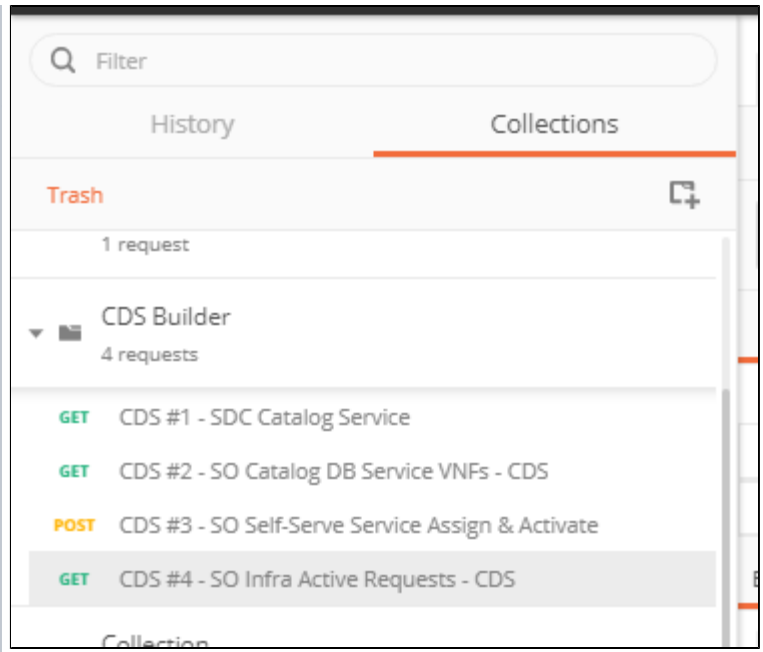 Filter
History Collections
Trash
1 request
CDS Builder
4 requests
GET CDS #1 - SDC Catalog Service
GET CDS #2 - SO Catalog DB Service VNFs - CDS
POST CDS #3 - SO Self-Serve Service Assign & Activate
GET CDS #4 - SO Infra Active Requests - CDS
Collection